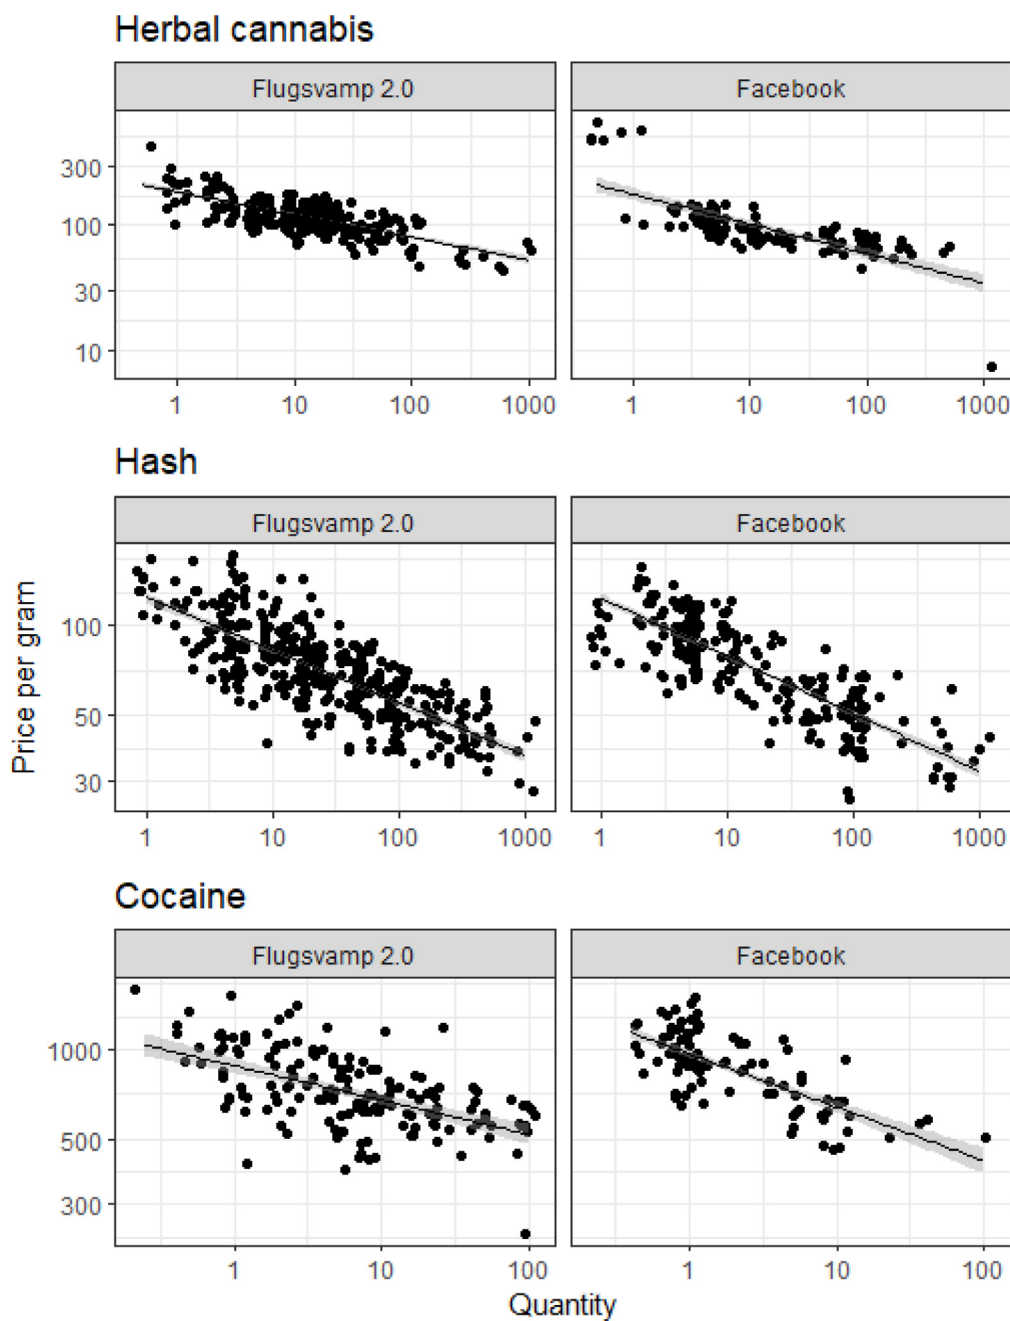 Herbal cannabis
Flugsvamp 2.0 Facebook
300
100
30
10
1 10 100 1000 1 10 100 1000
Hash
Flugsvamp 2.0 Facebook
Price per gram
100
50
30
1 10 100 1000 1 10 100 1000
Cocaine
Flugsvamp 2.0 Facebook
1000
500
300
1 10 100 1 10 100
Quantity